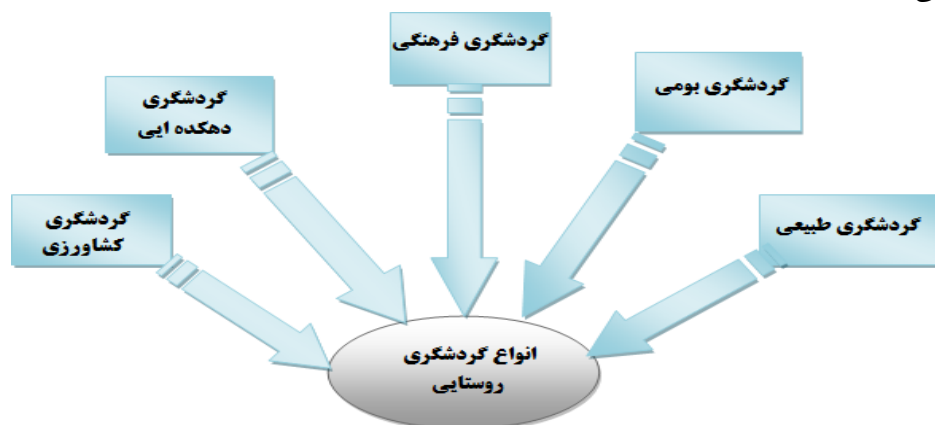 گردشگری فرهنگی
گردشگری بومی
گردشگری
دهکده ایی
گردشگری طبیعی
گردشگری
کشاورزی
انواع گردشگری
روستایی